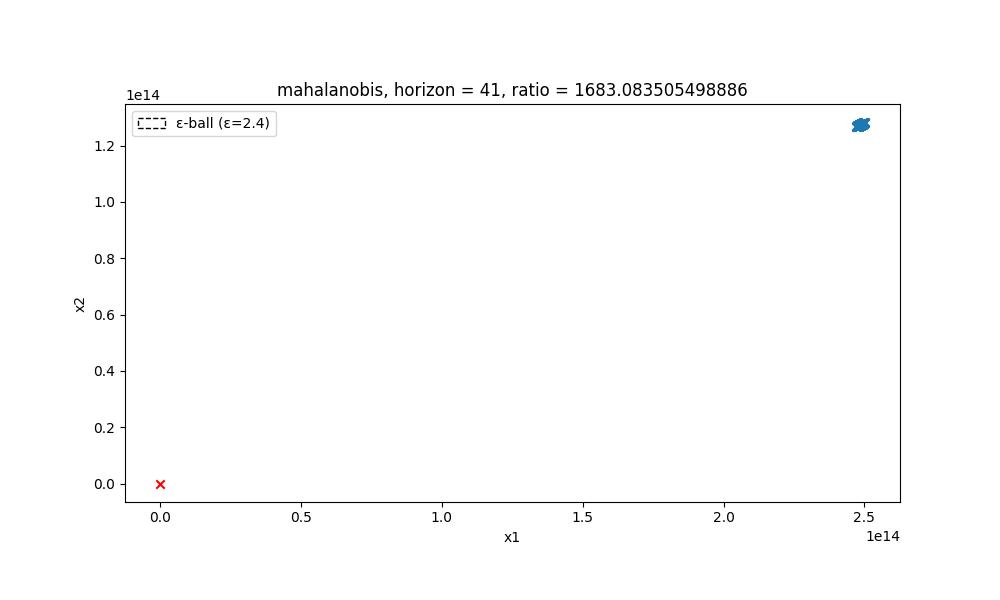 mahalanobis, horizon = 41, ratio = 1683.083505498886
1e14
ε-ball (ε=2.4)
1.2
1.0
0.8
0.6
0.4
0.2
0.0
x2
0.0 0.5 1.0 1.5 2.0 2.5
x1
1e14